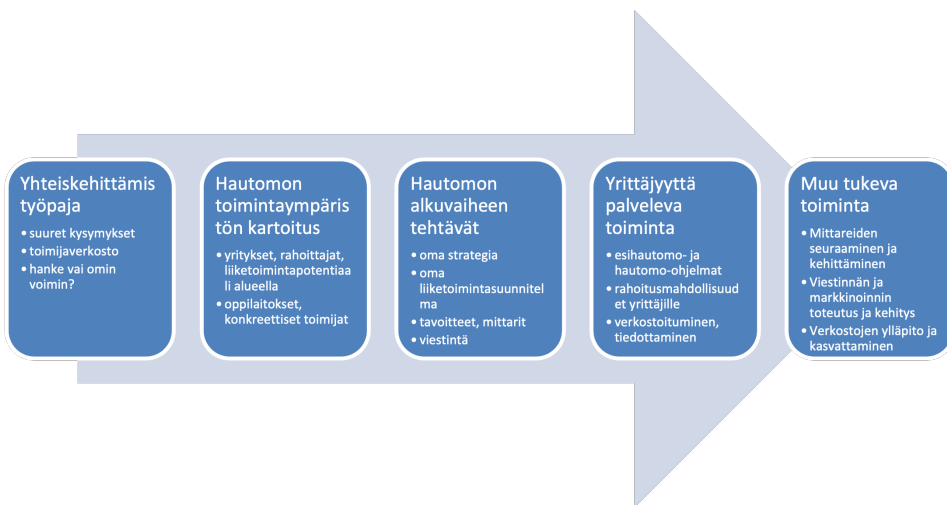 Yhteiskehittämis
työpaja
• suuret kysymykset
• toimijaverkosto
• hanke vai omin
voimin?
Hautomon
toimintaympäris
tön kartoitus
• yritykset, rahoittajat,
liiketoimintapotentiaa
li alueella
• oppilaitokset,
konkreettiset toimijat
Hautomon
alkuvaiheen
tehtävät
• oma strategia
• oma
liiketoimintasuunnitel
ma
• tavoitteet, mittarit
• viestintä
Yrittäjyyttä
palveleva
toiminta
• esihautomo- ja
hautomo-ohjelmat
• rahoitusmahdollisuud
et yrittäjille
• verkostoituminen,
tiedottaminen
Muu tukeva
toiminta
• Mittareiden
seuraaminen ja
kehittäminen
• Viestinnän ja
markkinoinnin
toteutus ja kehitys
• Verkostojen ylläpito ja
kasvattaminen